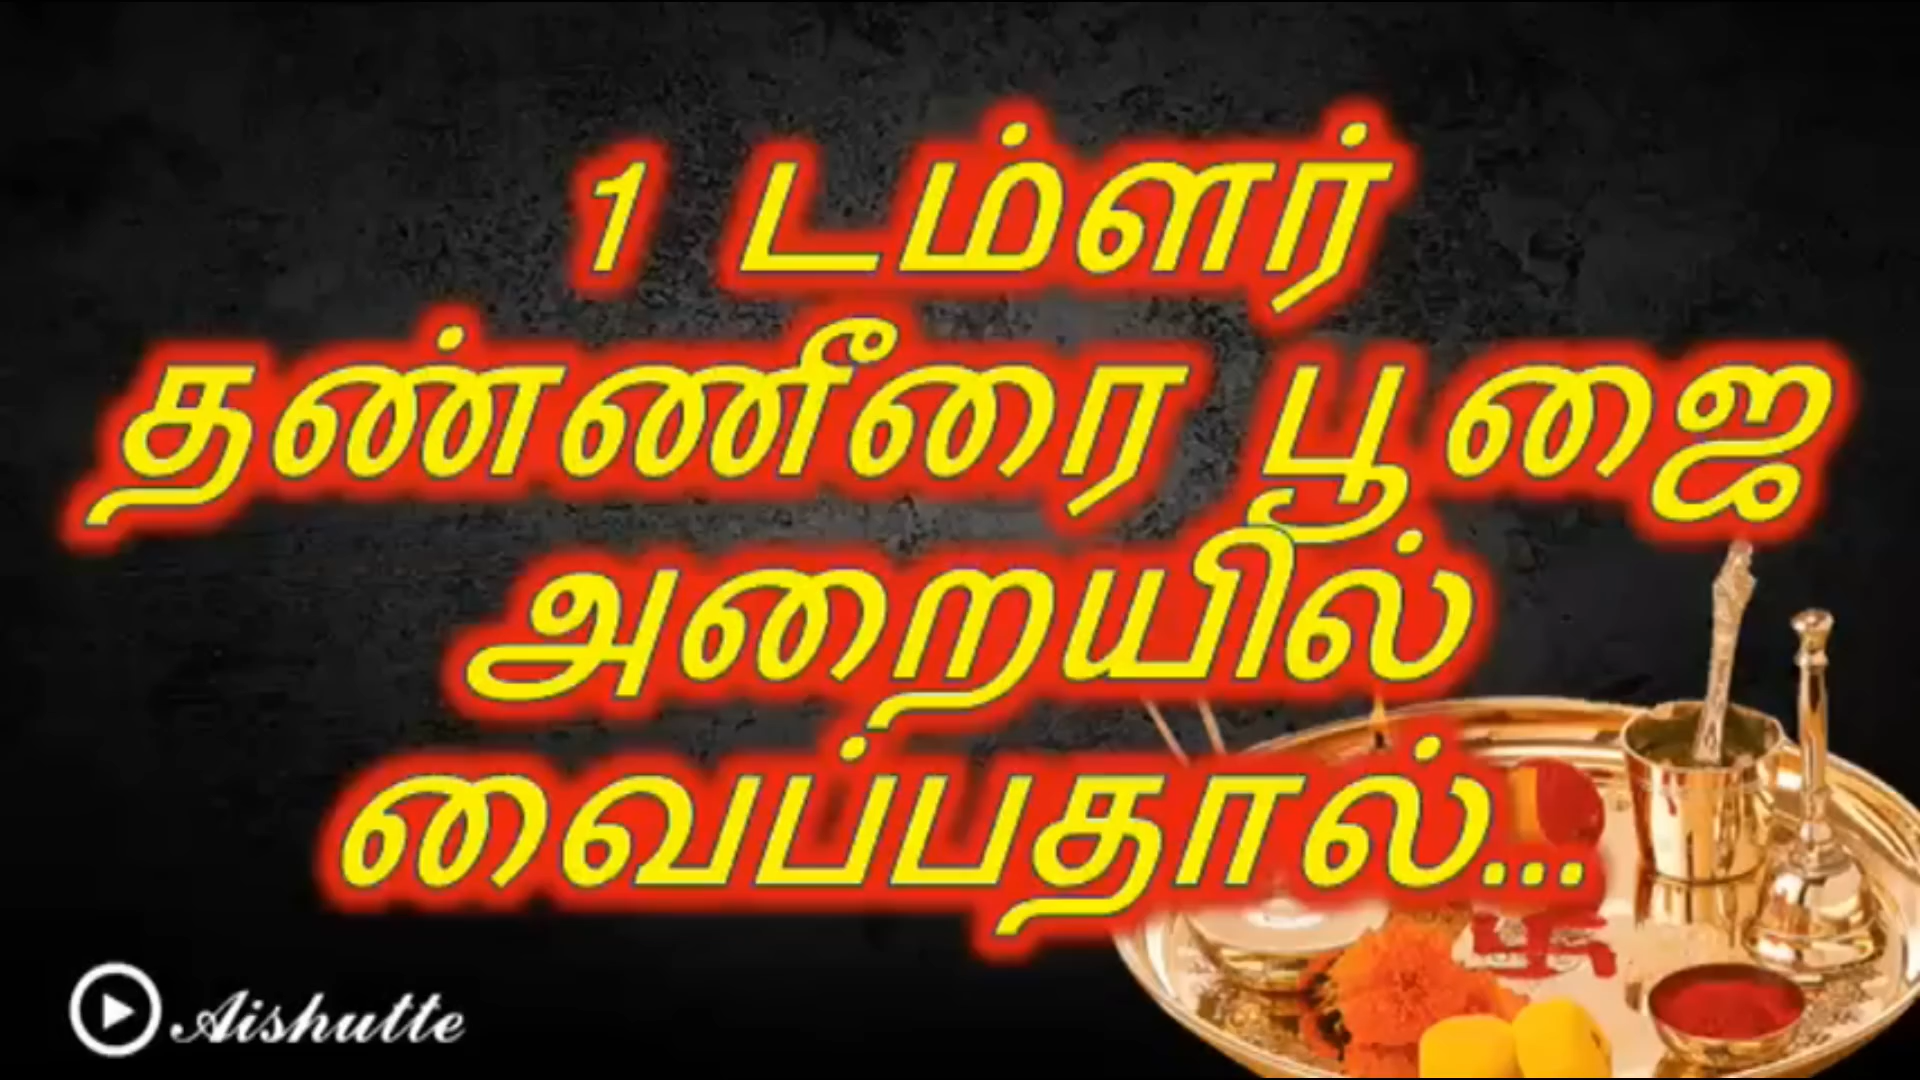 1 டம்ளர்
தண்ணீரை பூஜை
அறையில்
வைப்பதால்...
Aishutte